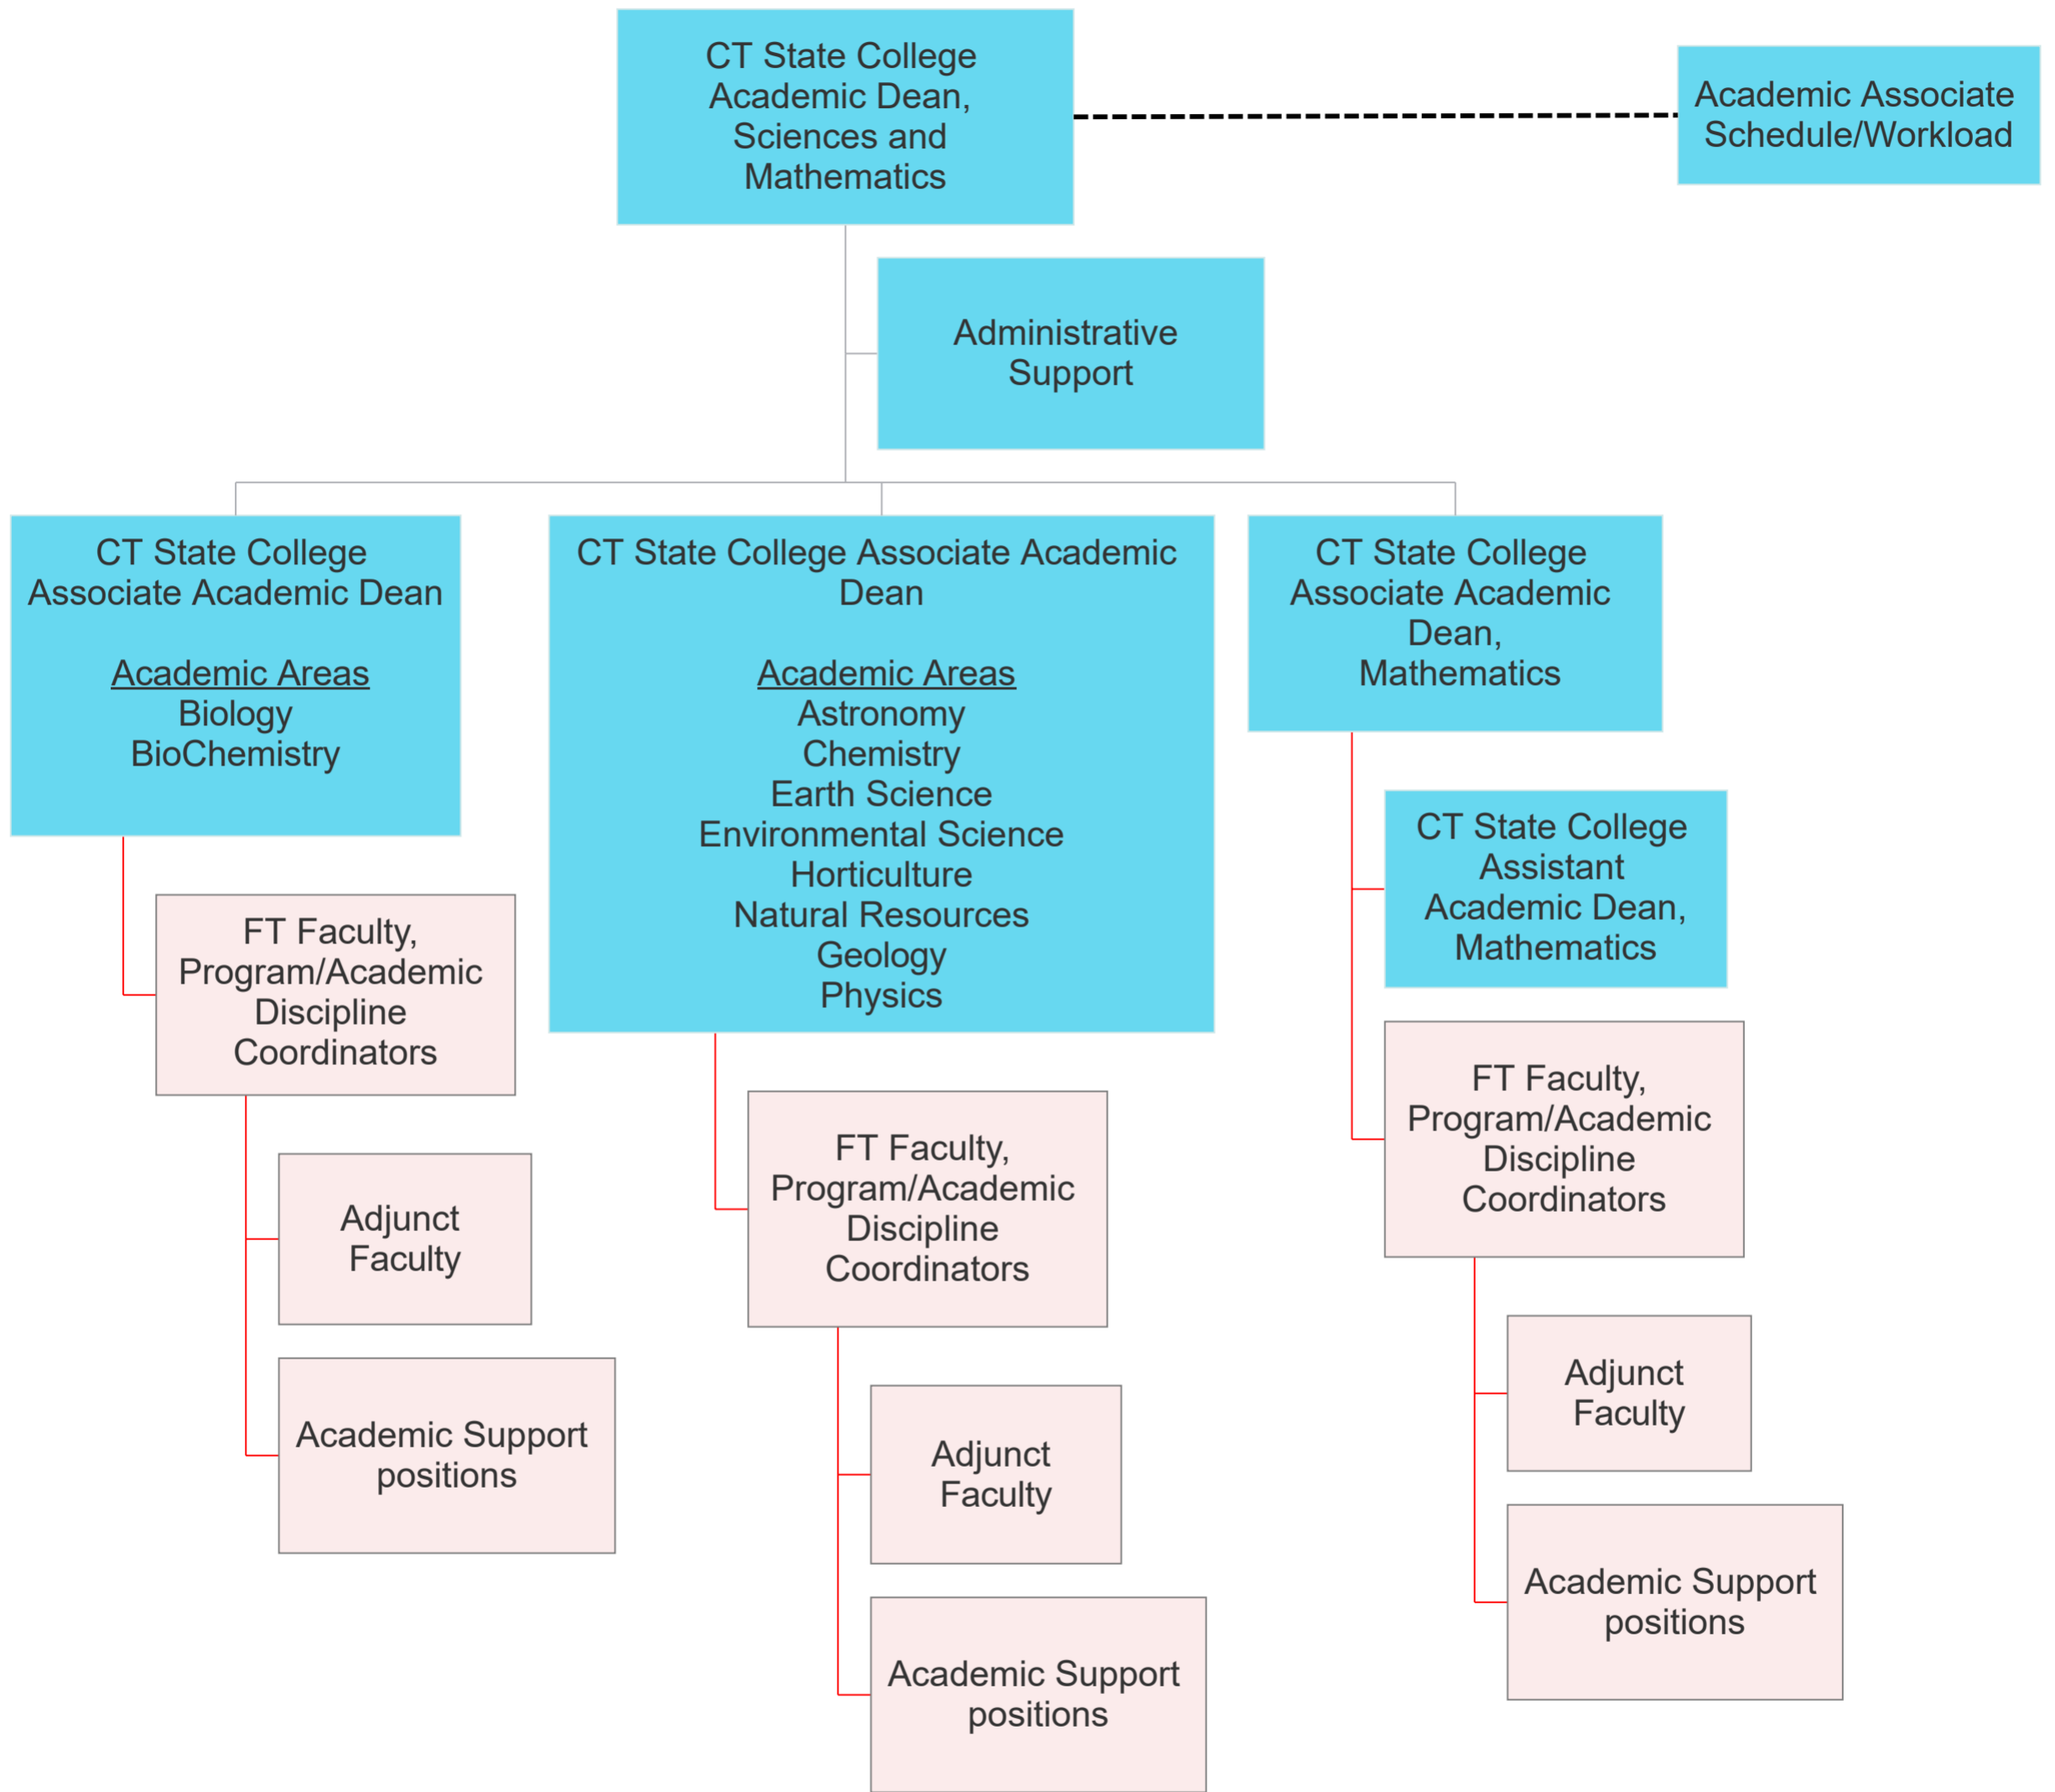 CT State College
Academic Dean,
Sciences and
Mathematics
Academic Associate
Schedule/Workload
Administrative
Support
CT State College
Associate Academic Dean
Academic Areas
Biology
BioChemistry
CT State College Associate Academic
Dean
Academic Areas
Astronomy
Chemistry
Earth Science
Environmental Science
Horticulture
Natural Resources
Geology
Physics
CT State College
Associate Academic
Dean,
Mathematics
CT State College
Assistant
Academic Dean,
Mathematics
FT Faculty,
Program/Academic
Discipline
Coordinators
Adjunct
Faculty
Academic Support
positions
FT Faculty,
Program/Academic
Discipline
Coordinators
Adjunct
Faculty
Academic Support
positions
FT Faculty,
Program/Academic
Discipline
Coordinators
Adjunct
Faculty
Academic Support
positions